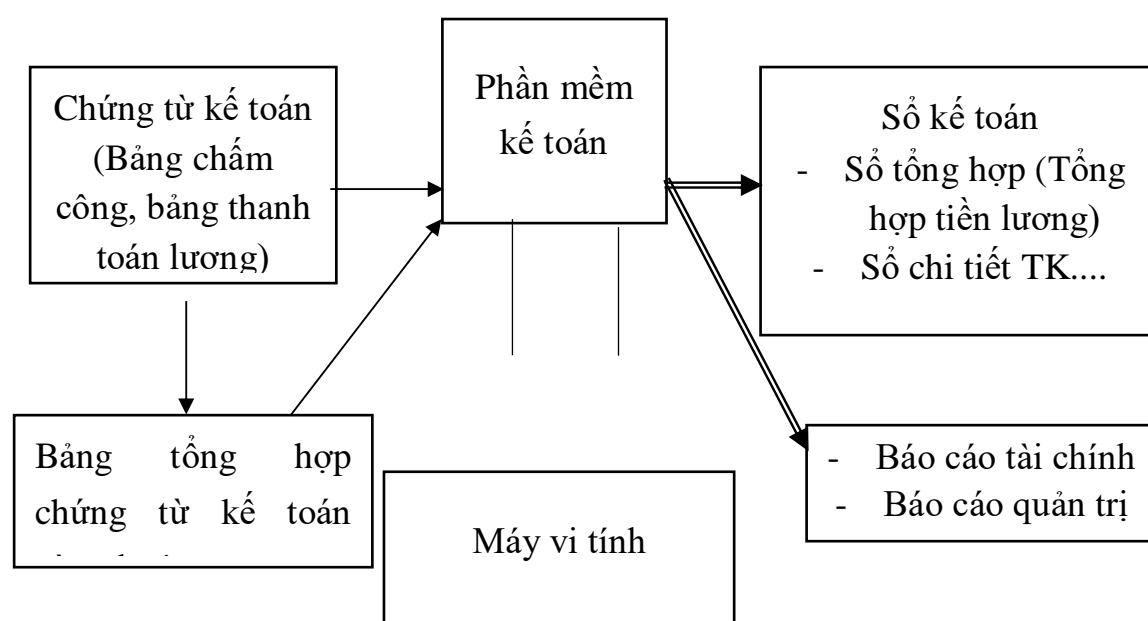 Chứng từ kế toán
(Bảng chấm
công, bảng thanh
toán lương)
Phần mềm
kế toán
Sổ kế toán
- Sổ tổng hợp (Tổng
hợp tiền lương)
- Sổ chi tiết TK....
Bảng tổng hợp
chứng từ kế toán
Máy vi tính
- Báo cáo tài chính
- Báo cáo quản trị